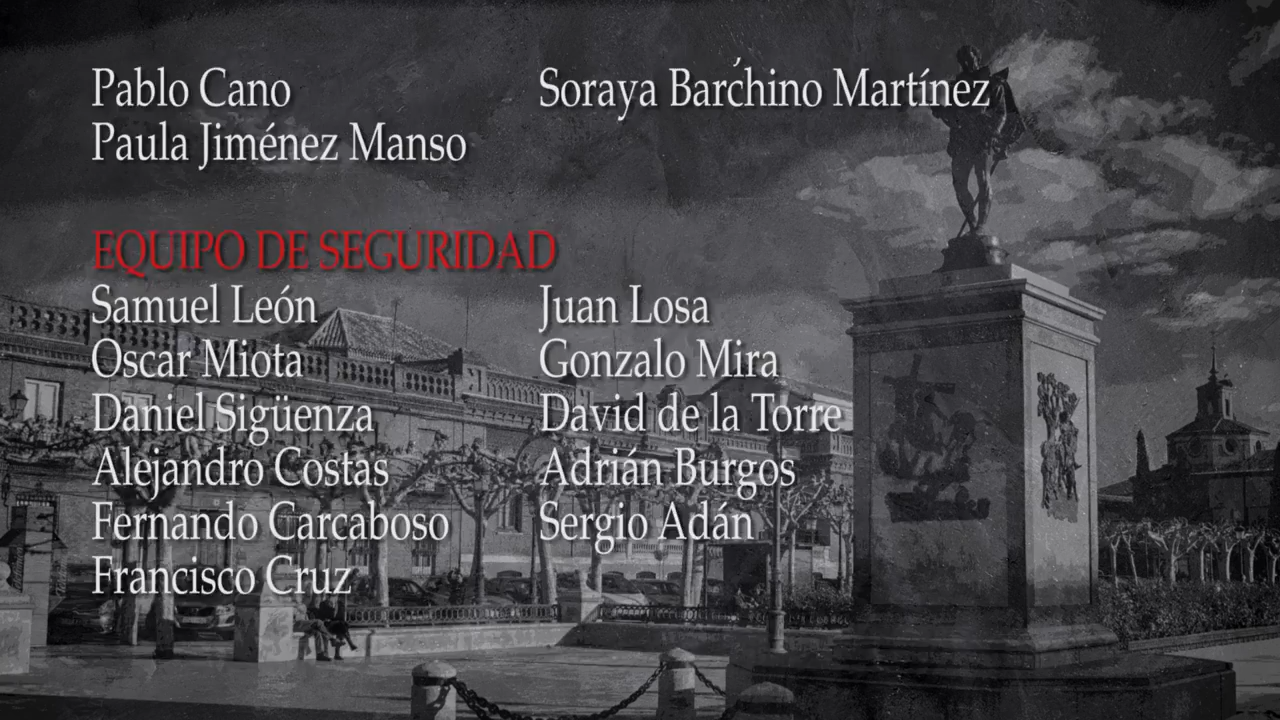 Pablo Cano
Soraya Barchino Martínez
Paula Jiménez Manso
EQUIPO DE SEGURIDAD
Samuel León
Juan Losa
Oscar Miota
Gonzalo Mira
Daniel Sigüenza
David de la Torre
Alejandro Costas
Adrián Burgos
Fernando Carcaboso
Sergio Adán
Francisco Cruz